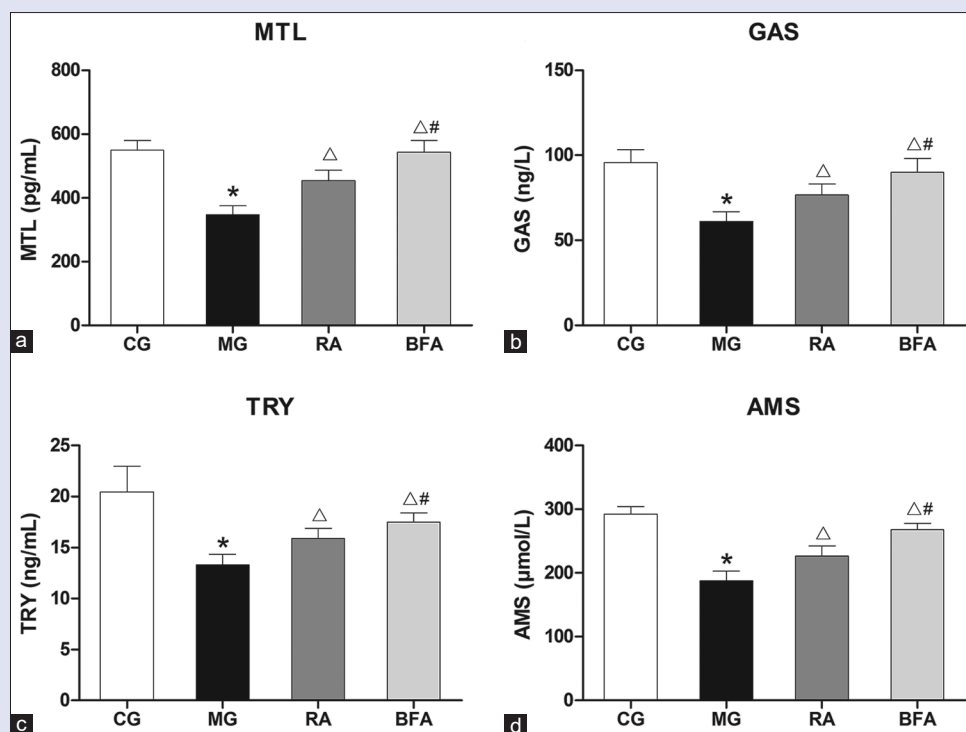 MTL
MTL (pg/mL)
800
600
400
200
0
*
△
△#
CG MG RA BFA
a
GAS
GAS (ng/L)
150
100
50
0
*
△
△#
CG MG RA BFA
b
TRY
TRY (ng/mL)
25
20
15
10
5
0
*
△
△#
CG MG RA BFA
c
AMS
AMS (μmol/L)
400
300
200
100
0
*
△
△#
CG MG RA BFA
d